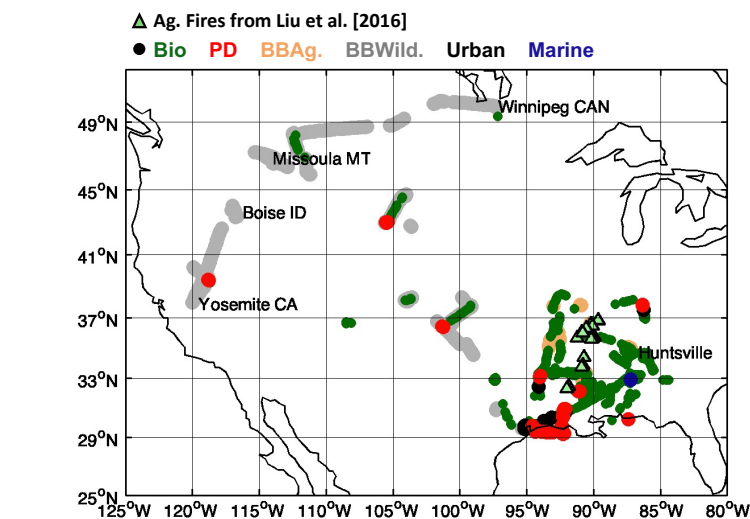 Ag. Fires from Liu et al. [2016]
Bio PD BBAg. BBWild. Urban Marine
Winnipeg CAN
49°N
Missoula MT
45°N
Boise ID
41°N
Yosemite CA
37°N
Huntsville
33°N
29°N
25°N
125°W 120°W 115°W 110°W 105°W 100°W 95°W 90°W 85°W 80°W